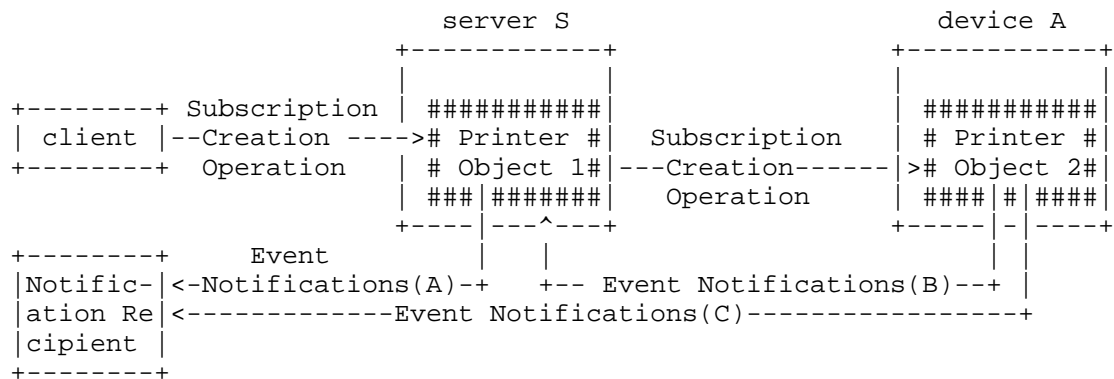 server S                       device A
                         +------------+                 +------------+
                         |            |                 |            |
+--------+ Subscription  | ###########|                 | ###########|
| client |--Creation ----># Printer #|  Subscription   | # Printer #|
+--------+  Operation    | # Object 1#|---Creation------|># Object 2#|
                         | ###|#######|   Operation     | ####|#|####|
                         +----|---^---+                 +-----|-|----+
+--------+     Event          |   |                           | |
|Notific-|<-Notifications(A)-+   +-- Event Notifications(B)--+ |
|ation Re|<-------------Event Notifications(C)-----------------+
|cipient |
+--------+